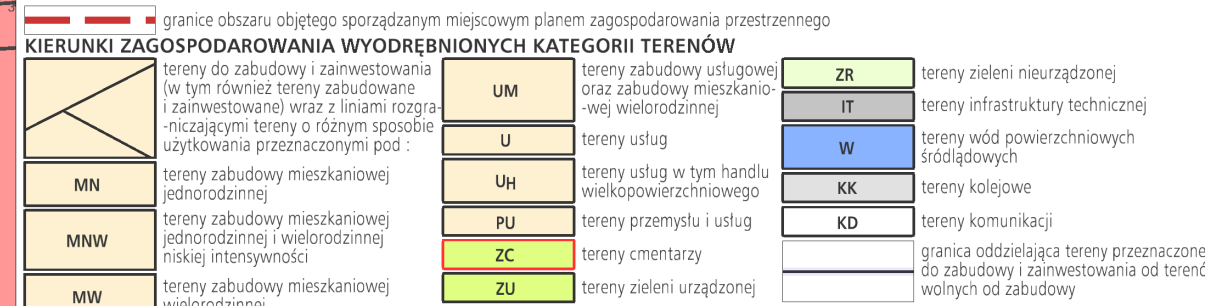 granice obszaru objętego sporządzanym miejscowym planem zagospodarowania przestrzennego
KIERUNKI ZAGOSPODAROWANIA WYODRĘBNIONYCH KATEGORII TERENÓW
tereny do zabudowy i zainwestowania
(w tym również tereny zabudowane
i zainwestowane) wraz z liniami rozgra-
-niczającymi tereny o różnym sposobie
użytkowania przeznaczonymi pod :
MN
tereny zabudowy mieszkaniowej
jednorodzinnej
MNW
tereny zabudowy mieszkaniowej
jednorodzinnej i wielorodzinnej
niskiej intensywności
MW
tereny zabudowy mieszkaniowej
wielorodzinnej
UM
tereny zabudowy usługowej
oraz zabudowy mieszkanio-
-wej wielorodzinnej
U
tereny usług
UH
tereny usług w tym handlu
wielkopowierzchniowego
PU
tereny przemysłu i usług
ZC
tereny cmentarzy
ZU
tereny zieleni urządzonej
ZR
tereny zieleni nieurządzonej
IT
tereny infrastruktury technicznej
W
tereny wód powierzchniowych
śródlądowych
KK
tereny kolejowe
KD
tereny komunikacji
granica oddzielająca tereny przeznaczone
do zabudowy i zainwestowania od terenó
wolnych od zabudowy